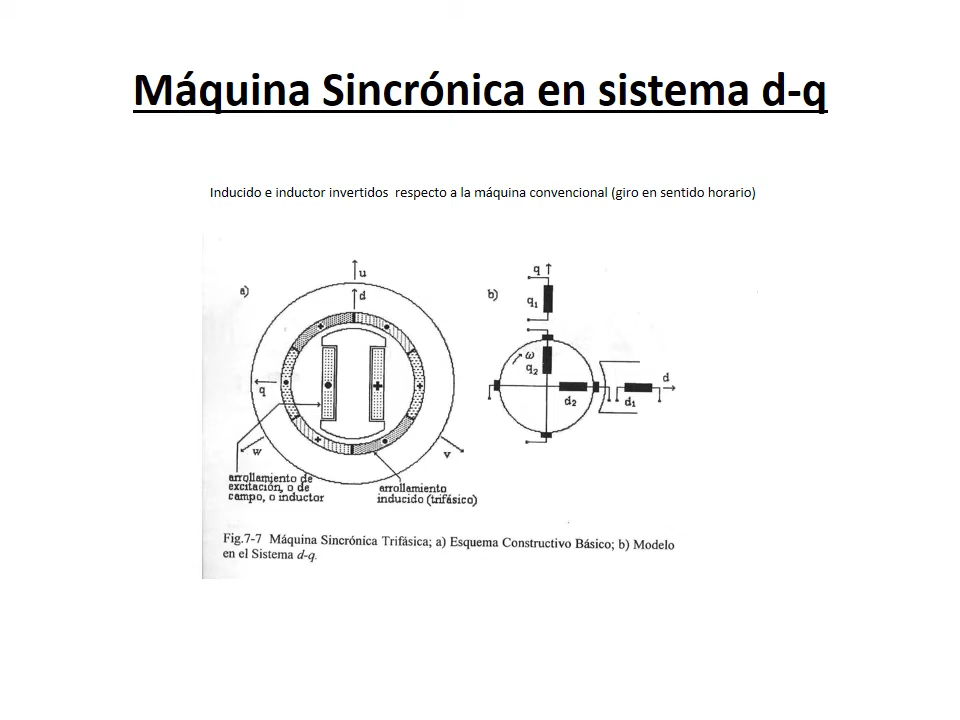 Máquina Sincrónica en sistema d-q
Inducido e inductor invertidos respecto a la máquina convencional (giro en sentido horario)
a)
u
d
q
w
v
arrollamiento de
excitación, o de
campo, o inductor
arrollamiento
inducido (trifásico)
b)
q
q1
ω
q2
d2
d1
d
Fig.7-7 Máquina Sincrónica Trifásica; a) Esquema Constructivo Básico; b) Modelo
en el Sistema d-q.